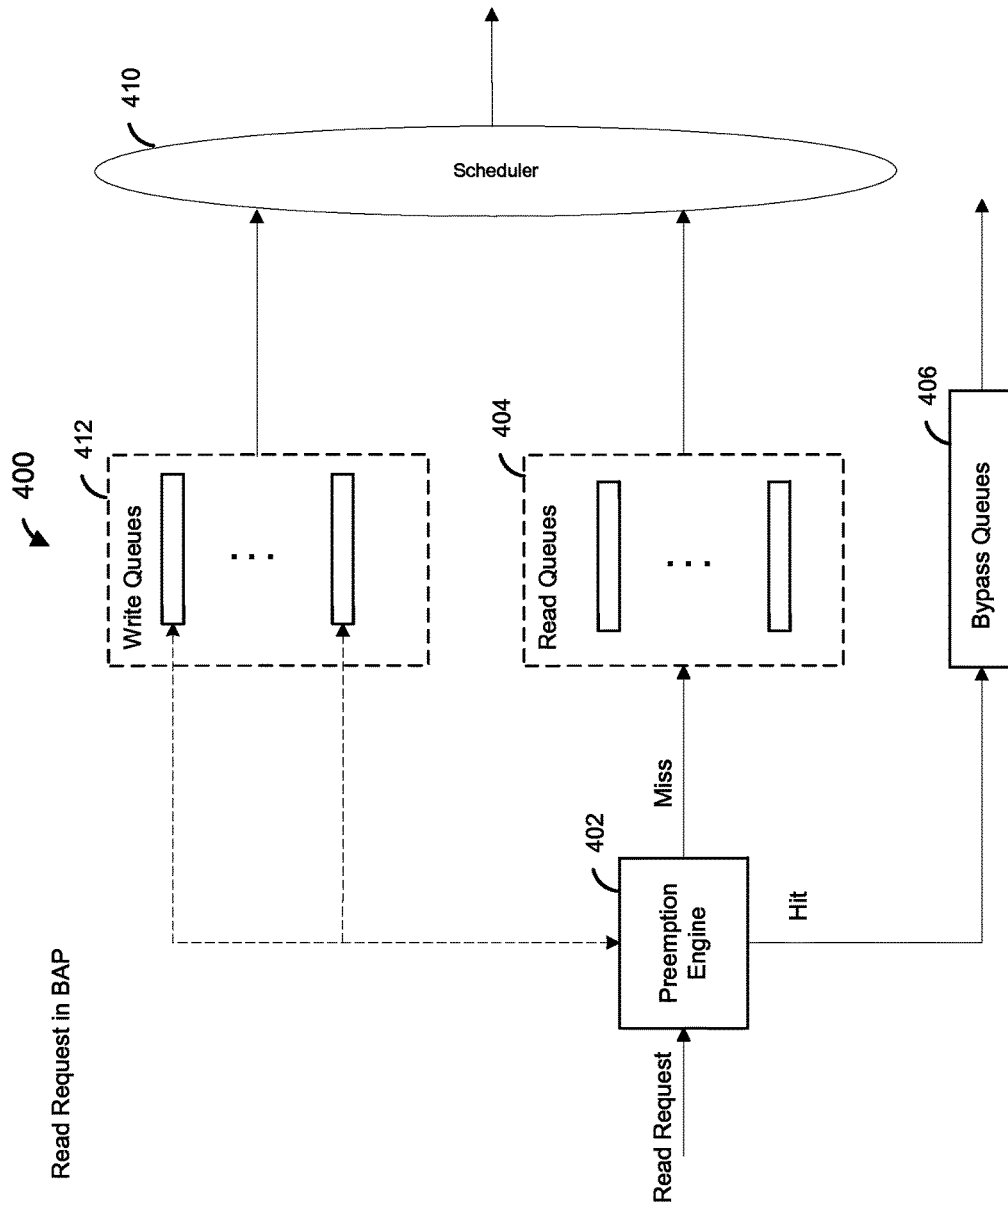 Read Request in BAP
400
412
Write Queues
. . .
404
Read Queues
. . .
406
Bypass Queues
410
Scheduler
402
Preemption
Engine
Read Request
Miss
Hit